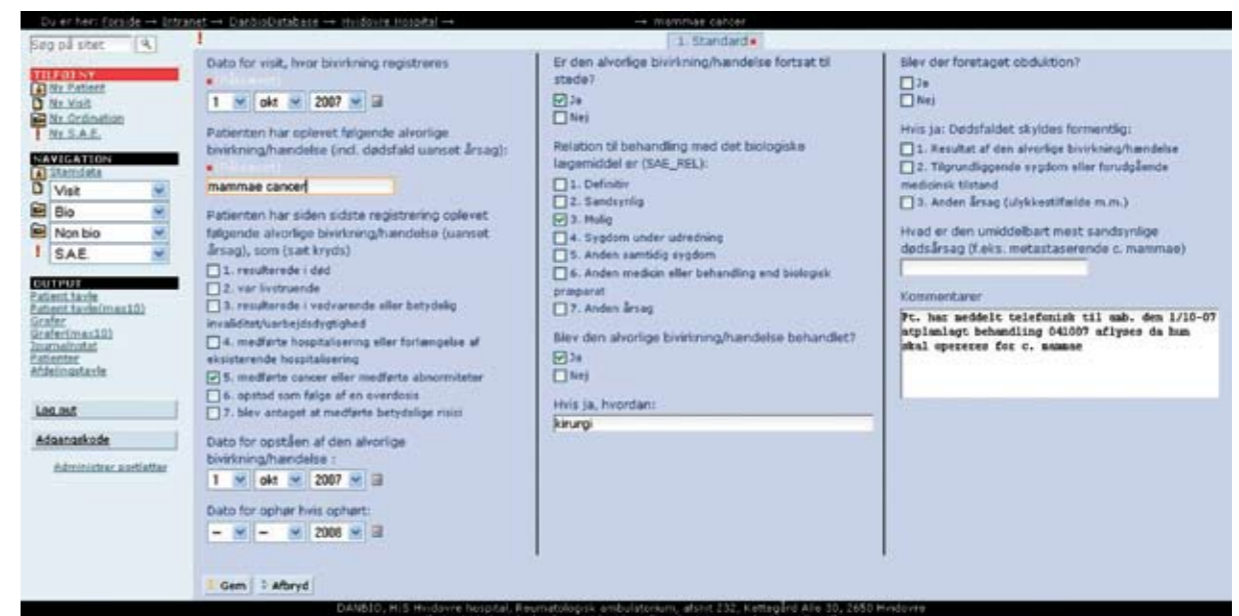 Du er her: Forside → Intranet → DanbioDatabase → Hvidovre Hospital → → mammae cancer
Søg på sitet
TILFØJ NY
Ny Patient
Ny Visit
Ny Ordination
Ny S.A.E.
NAVIGATION
Stamdata
Visit
Bio
Non bio
S.A.E.
OUTPUT
Patient tavle
Patient tavle(max10)
Grafer
Grafer(max10)
Journalnotat
Patienter
Afdelingstavle
Log out
Adgangskode
Administrer portletter
1. Standard
Dato for visit, hvor bivirkning registreres
1 okt 2007
Patienten har oplevet følgende alvorlige
bivirkning/hændelse (incl. dødsfald uanset årsag):
mammae cancer
Patienten har siden sidste registrering oplevet
følgende alvorlige bivirkning/hændelse (uanset
årsag), som (sæt kryds)
1. resulterede i død
2. var livstruende
3. resulterede i vedvarende eller betydelig
invaliditet/uarbejdsdygtighed
4. medførte hospitalisering eller forlængelse af
eksisterende hospitalisering
5. medførte cancer eller medførte abnormiteter
6. opstod som følge af en overdosis
7. blev antaget at medførte betydelige risici
Dato for opståen af den alvorlige
bivirkning/hændelse :
1 okt 2007
Dato for ophør hvis ophørt:
– – 2008
Gem Afbryd
Er den alvorlige bivirkning/hændelse fortsat til
stede?
Ja
Nej
Relation til behandling med det biologiske
lægemiddel er (SAE_REL):
1. Definitiv
2. Sandsynlig
3. Mulig
4. Sygdom under udredning
5. Anden samtidig sygdom
6. Anden medicin eller behandling end biologisk
præparat
7. Anden årsag
Blev den alvorlige bivirkning/hændelse behandlet?
Ja
Nej
Hvis ja, hvordan:
kirurgi
Blev der foretaget obduktion?
Ja
Nej
Hvis ja: Dødsfaldet skyldes formentlig:
1. Resultat af den alvorlige bivirkning/hændelse
2. Tilgrundliggende sygdom eller forudgående
medicinsk tilstand
3. Anden årsag (ulykkestilfælde m.m.)
Hvad er den umiddelbart mest sandsynlige
dødsårsag (f.eks. metastaserende c. mammae)
Kommentarer
Pt. har meddelt telefonisk til amb. den 1/10-07
atplanlagt behandling 041007 aflyses da hun
skal opereres for c. mammae
DANBIO, H:S Hvidovre hospital, Reumatologisk ambulatorium, afsnit 232, Kettegård Alle 30, 2650 Hvidovre